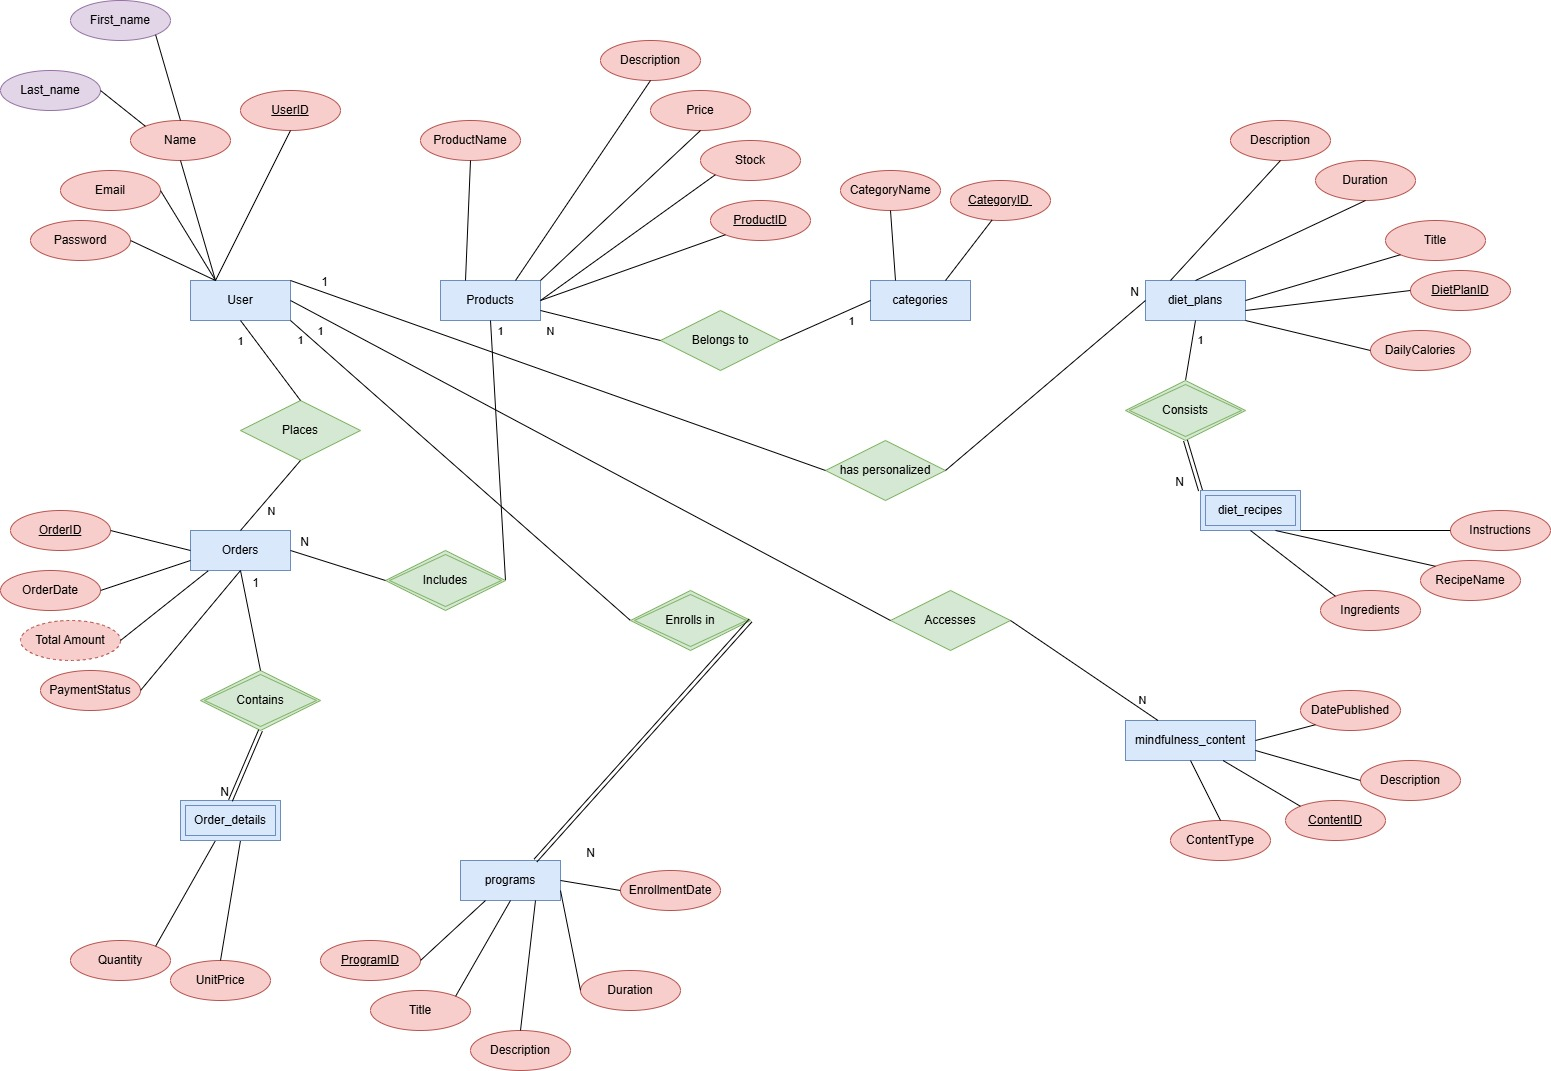 First_name
Last_name
Name
UserID
Email
Password
User
ProductName
Description
Price
Stock
ProductID
Products
CategoryName
CategoryID
categories
Description
Duration
Title
DietPlanID
DailyCalories
diet_plans
1
1
1
1
1
N
Belongs to
1
N
1
Places
has personalized
Consists
N
N
N
diet_recipes
Instructions
RecipeName
Ingredients
OrderID
OrderDate
Total Amount
PaymentStatus
Orders
1
Includes
Enrolls in
Accesses
Contains
N
N
N
Order_details
Quantity
UnitPrice
mindfulness_content
DatePublished
Description
ContentID
ContentType
programs
EnrollmentDate
ProgramID
Title
Description
Duration